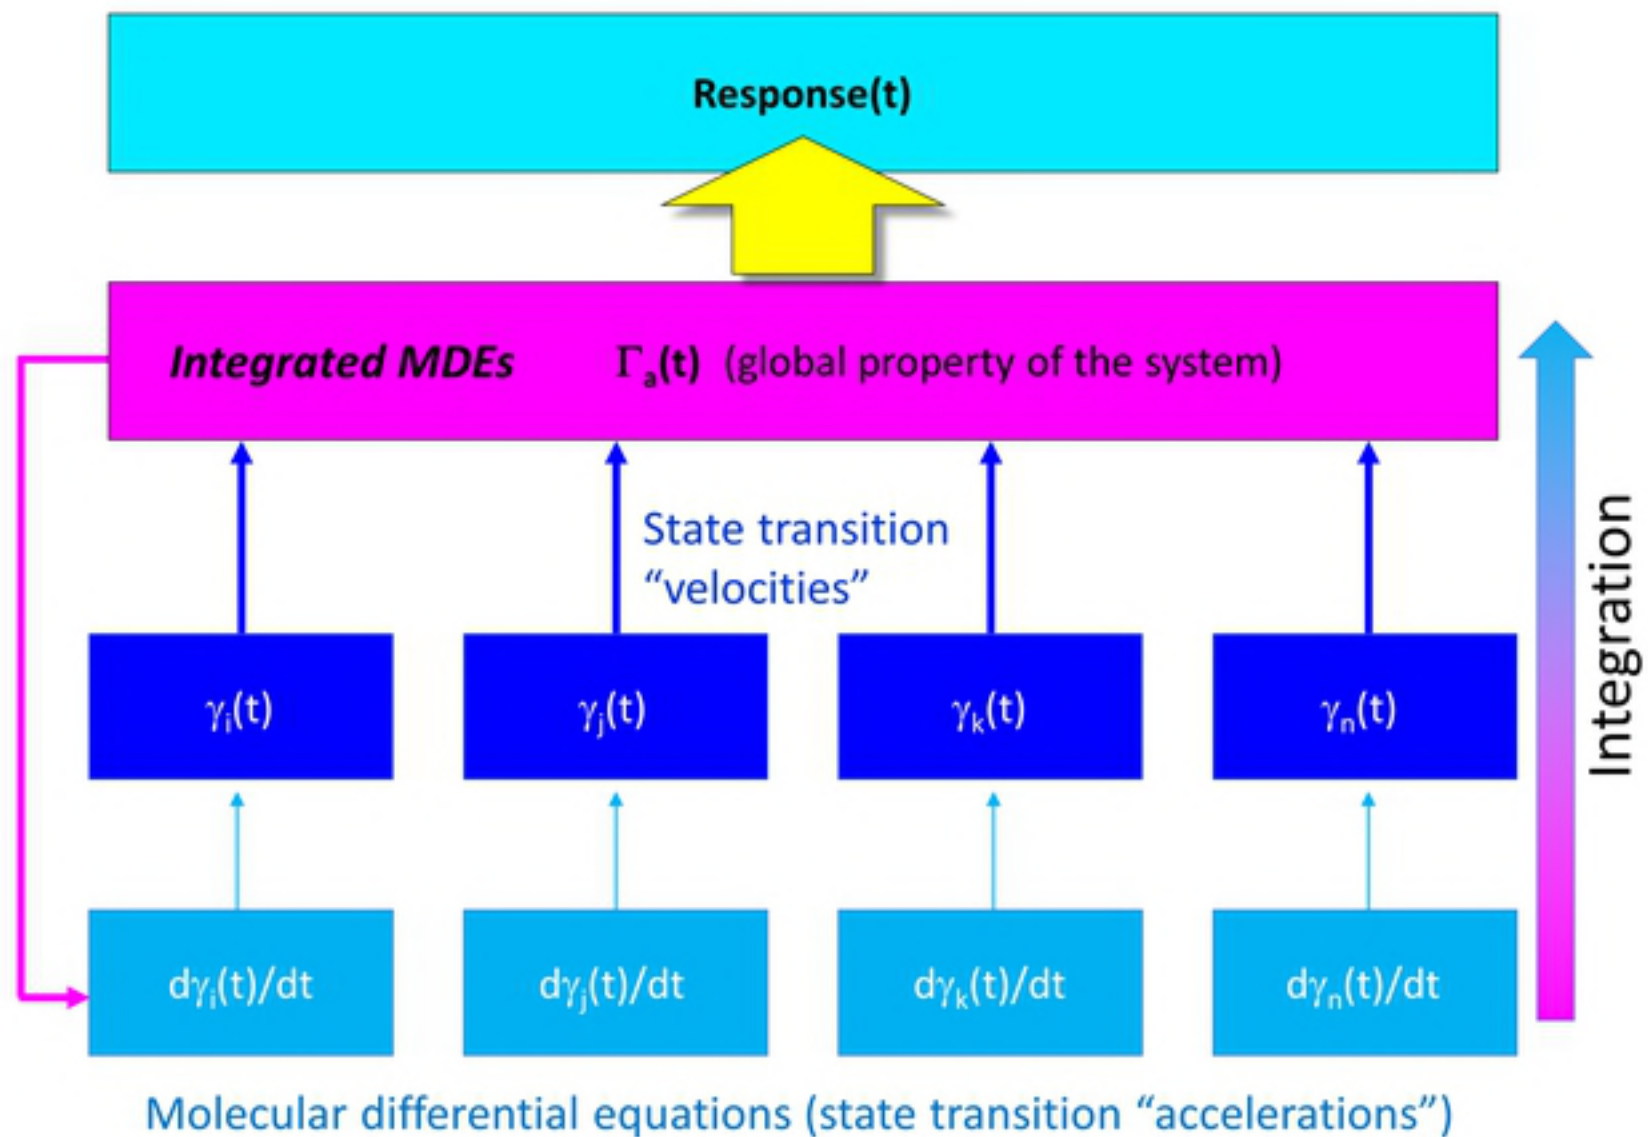 Response(t)
Integrated MDEs Γa(t) (global property of the system)
State transition
“velocities”
Integration
γi(t) γj(t) γk(t) γn(t)
dγi(t)/dt dγj(t)/dt dγk(t)/dt dγn(t)/dt
Molecular differential equations (state transition “accelerations”)